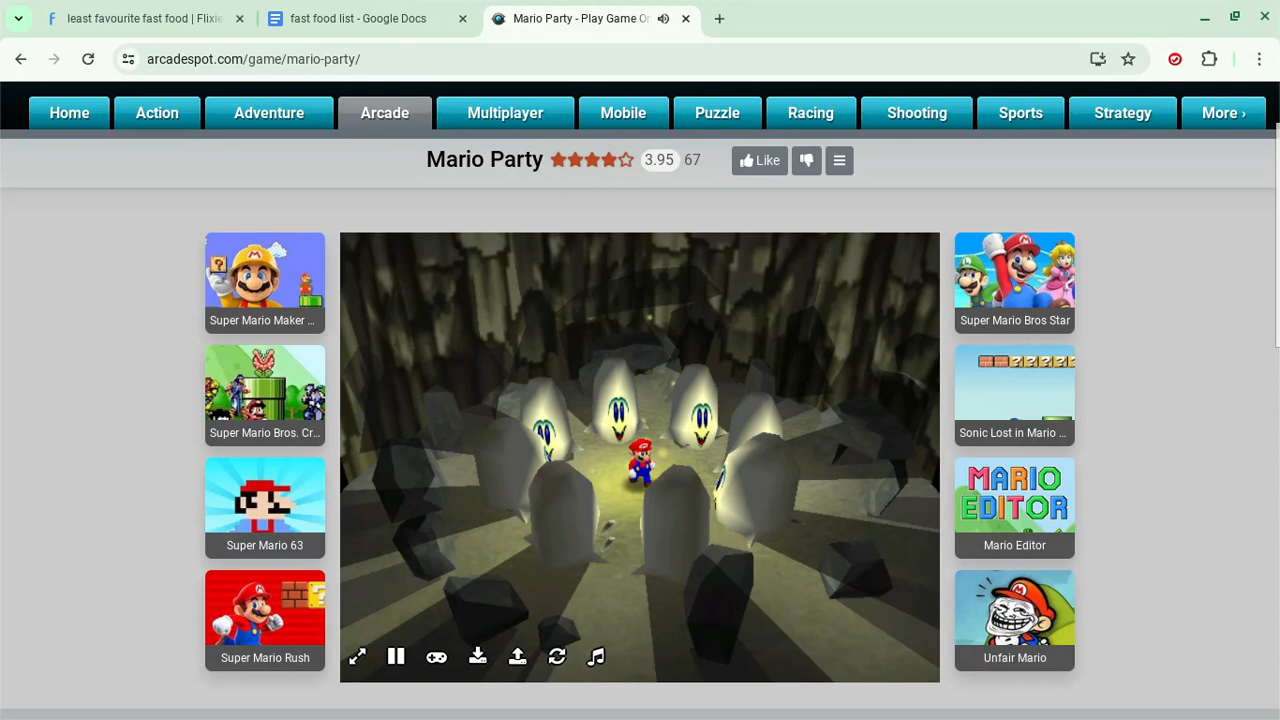 least favourite fast food | Flixie
fast food list - Google Docs
Mario Party - Play Game On
arcadespot.com/game/mario-party/
Home
Action
Adventure
Arcade
Multiplayer
Mobile
Puzzle
Racing
Shooting
Sports
Strategy
More ›
Mario Party
3.95
67
Like
Super Mario Maker ...
Super Mario Bros. Cr...
Super Mario 63
Super Mario Rush
Super Mario Bros Star
Sonic Lost in Mario ...
MARIO
EDITOR
Mario Editor
Unfair Mario